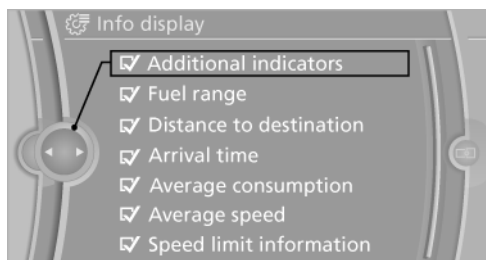 Info display
Additional indicators
Fuel range
Distance to destination
Arrival time
Average consumption
Average speed
Speed limit information